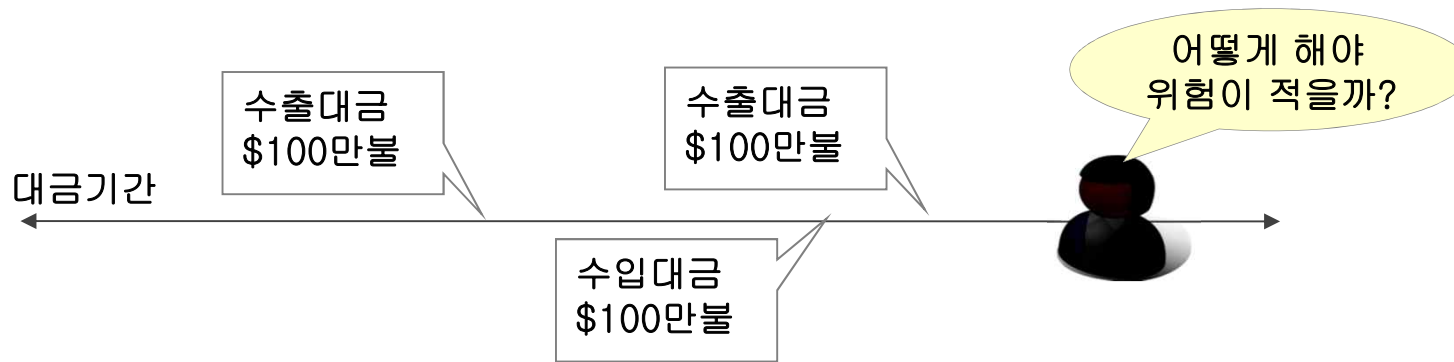 어떻게 해야
위험이 적을까?
수출대금
$100만불
수출대금
$100만불
대금기간
수입대금
$100만불